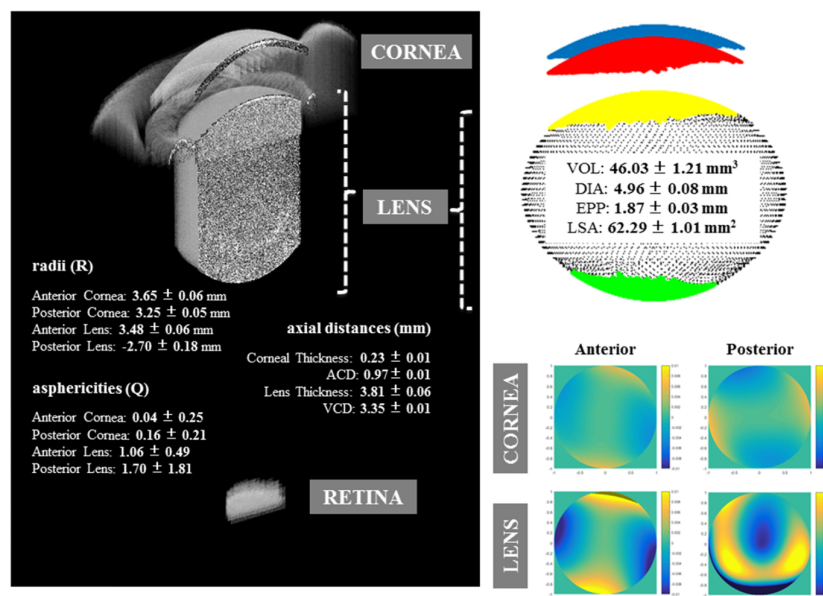 CORNEA
LENS
radii (R)
Anterior Cornea: 3.65 ± 0.06 mm
Posterior Cornea: 3.25 ± 0.05 mm
Anterior Lens: 3.48 ± 0.06 mm
Posterior Lens: -2.70 ± 0.18 mm
axial distances (mm)
Corneal Thickness: 0.23 ± 0.01
ACD: 0.97 ± 0.01
Lens Thickness: 3.81 ± 0.06
VCD: 3.35 ± 0.01
asphericities (Q)
Anterior Cornea: 0.04 ± 0.25
Posterior Cornea: 0.16 ± 0.21
Anterior Lens: 1.06 ± 0.49
Posterior Lens: 1.70 ± 1.81
RETINA
VOL: 46.03 ± 1.21 mm³
DIA: 4.96 ± 0.08 mm
EPP: 1.87 ± 0.03 mm
LSA: 62.29 ± 1.01 mm²
Anterior Posterior
CORNEA
LENS